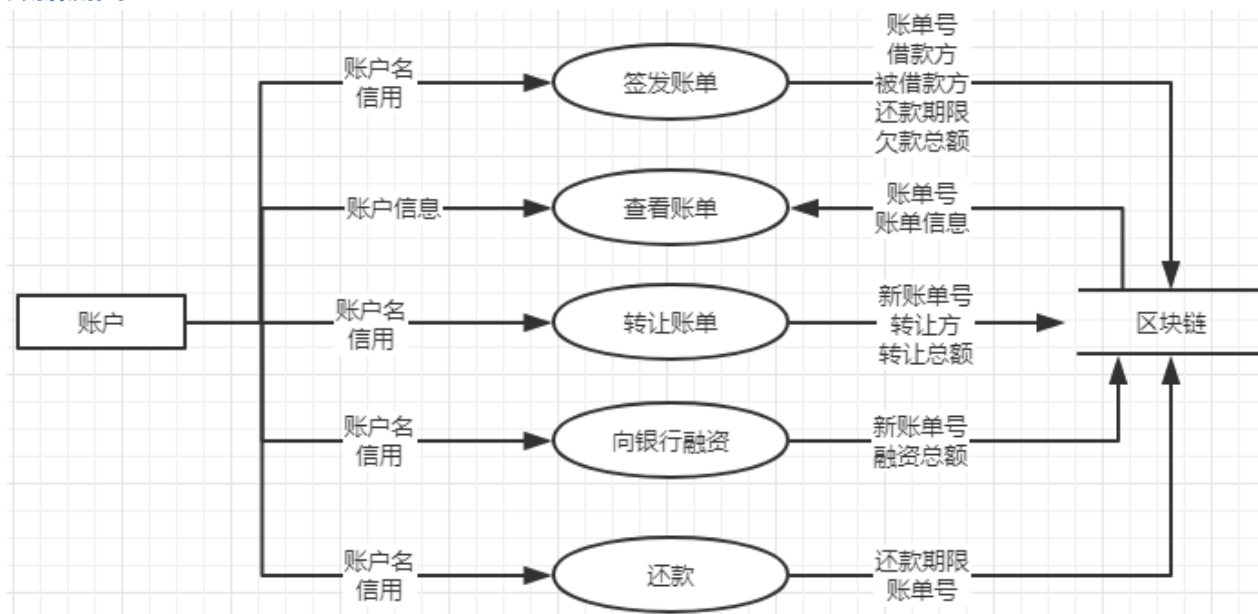 账单号
借款方
账户名
信用
签发账单
被借款方
还款期限
欠款总额
账户信息
查看账单
账单号
账单信息
账户
账户名
信用
转让账单
新账单号
转让方
转让总额
区块链
账户名
信用
向银行融资
新账单号
融资总额
账户名
信用
还款
还款期限
账单号